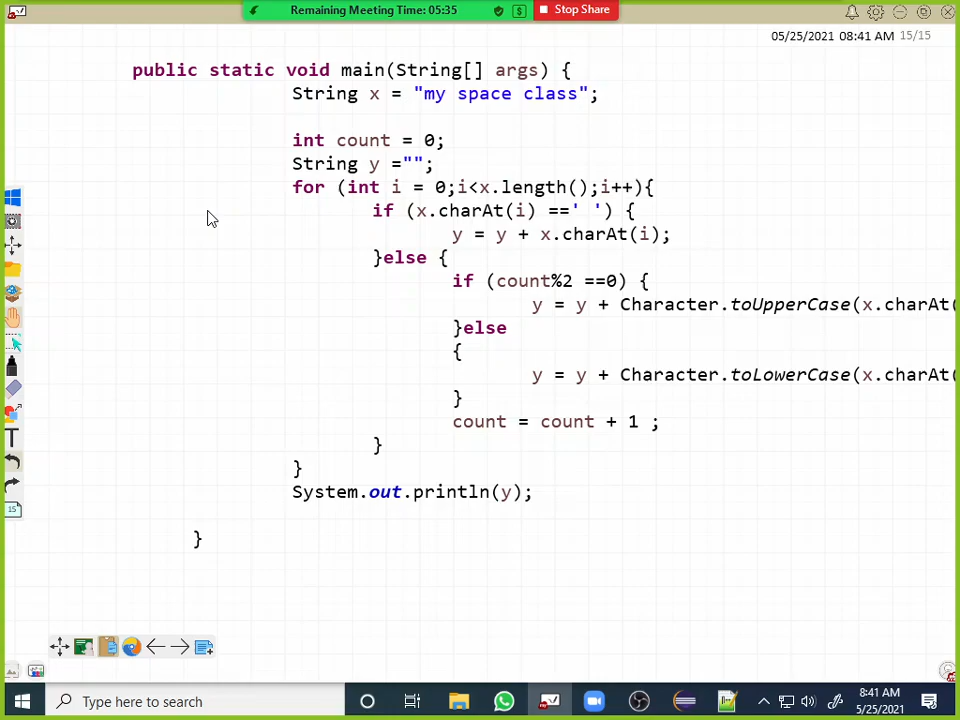 Remaining Meeting Time: 05:35
Stop Share
05/25/2021 08:41 AM 15/15
public static void main(String[] args) {
String x = "my space class";
int count = 0;
String y ="";
for (int i = 0;i<x.length();i++){
if (x.charAt(i) ==' ') {
y = y + x.charAt(i);
}else {
if (count%2 ==0) {
y = y + Character.toUpperCase(x.charAt(
}else
{
y = y + Character.toLowerCase(x.charAt(
}
count = count + 1 ;
}
}
System.out.println(y);
}
T
15
Type here to search
8:41 AM
5/25/2021